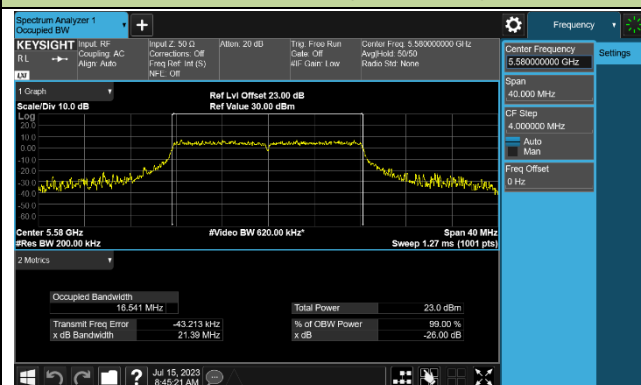 Spectrum Analyzer 1
Occupied BW
+
Frequency
KEYSIGHT
RL
LXI
Input: RF
Coupling: AC
Align: Auto
Input Z: 50 Ω
Corrections: Off
Freq Ref: Int (S)
NFE: Off
Atten: 20 dB
Trig: Free Run
Gate: Off
#IF Gain: Low
Center Freq: 5.580000000 GHz
Avg|Hold: 50/50
Radio Std: None
Center Frequency
5.580000000 GHz
Settings
Span
40.000 MHz
CF Step
4.000000 MHz
Auto
Man
Freq Offset
0 Hz
1 Graph
Scale/Div 10.0 dB
Ref Lvl Offset 23.00 dB
Ref Value 30.00 dBm
Log
20.0
10.0
0.00
-10.0
-20.0
-30.0
-40.0
-50.0
-60.0
Center 5.58 GHz
#Res BW 200.00 kHz
#Video BW 620.00 kHz*
Span 40 MHz
Sweep 1.27 ms (1001 pts)
2 Metrics
Occupied Bandwidth
16.541 MHz
Total Power 23.0 dBm
Transmit Freq Error -43.213 kHz
% of OBW Power 99.00 %
x dB Bandwidth 21.39 MHz
x dB -26.00 dB
?
Jul 15, 2023
8:45:21 AM